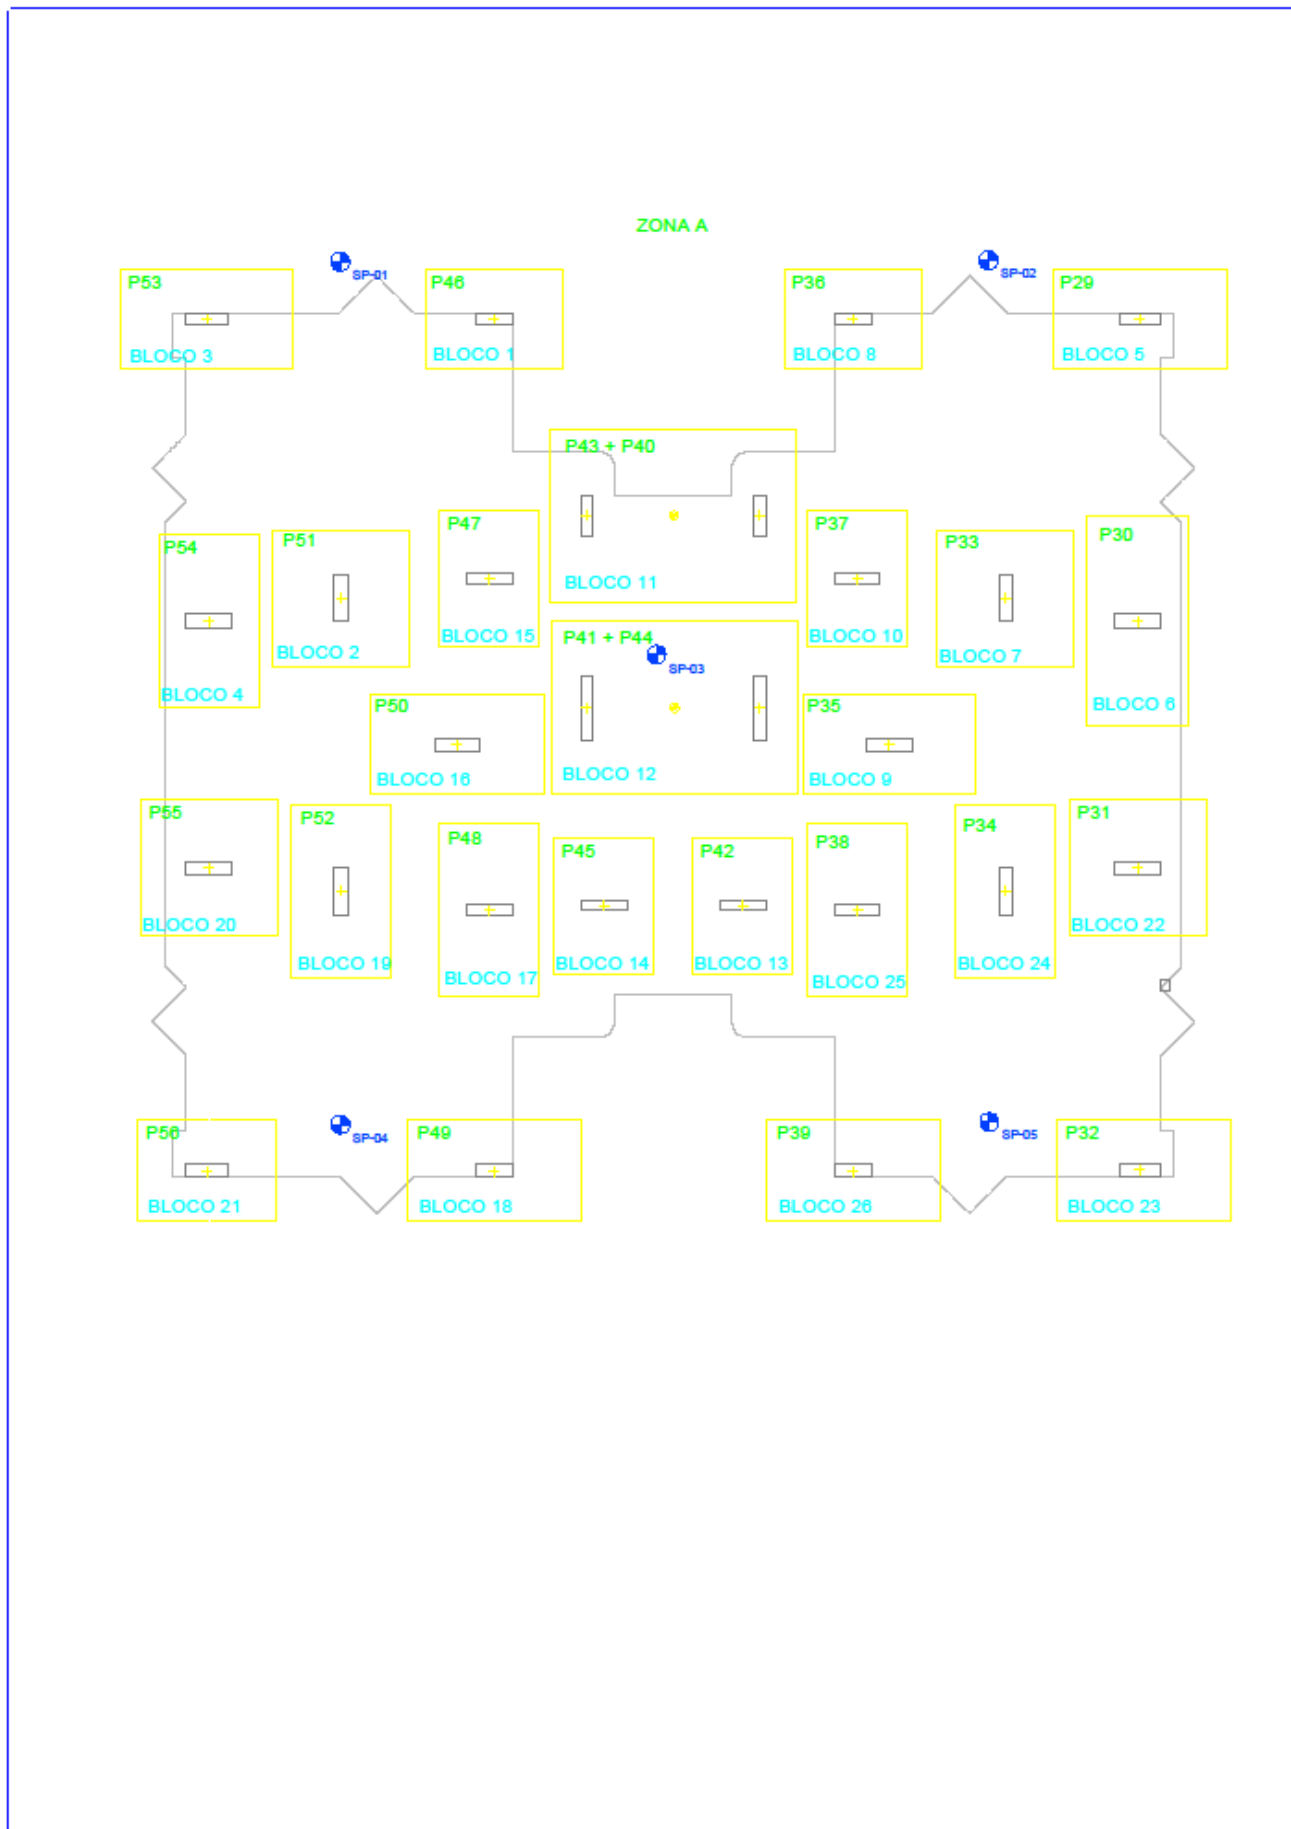 ZONA A
SP-01
SP-02
P53
BLOCO 3
P46
BLOCO 1
P36
BLOCO 8
P29
BLOCO 5
P43 + P40
BLOCO 11
P47
BLOCO 15
P37
BLOCO 10
P54
BLOCO 4
P51
BLOCO 2
P33
BLOCO 7
P30
BLOCO 6
P41 + P44
SP-03
BLOCO 12
P50
BLOCO 16
P35
BLOCO 9
P55
BLOCO 20
P52
BLOCO 19
P48
BLOCO 17
P45
BLOCO 14
P42
BLOCO 13
P38
BLOCO 25
P34
BLOCO 24
P31
BLOCO 22
P56
BLOCO 21
SP-04
P49
BLOCO 18
P39
BLOCO 26
SP-05
P32
BLOCO 23